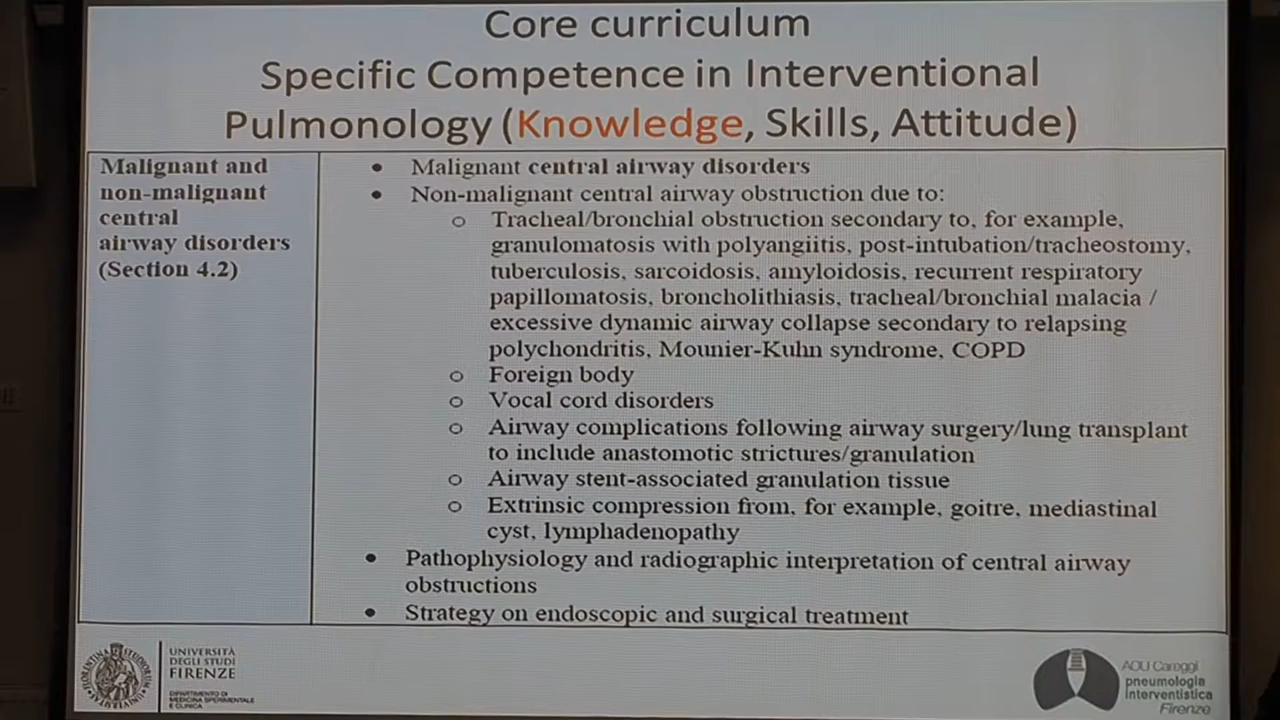 Core curriculum
Specific Competence in Interventional
Pulmonology (Knowledge, Skills, Attitude)
Malignant and
non-malignant
central
airway disorders
(Section 4.2)
• Malignant central airway disorders
• Non-malignant central airway obstruction due to:
o Tracheal/bronchial obstruction secondary to, for example,
granulomatosis with polyangiitis, post-intubation/tracheostomy,
tuberculosis, sarcoidosis, amyloidosis, recurrent respiratory
papillomatosis, broncholithiasis, tracheal/bronchial malacia /
excessive dynamic airway collapse secondary to relapsing
polychondritis, Mounier-Kuhn syndrome, COPD
o Foreign body
o Vocal cord disorders
o Airway complications following airway surgery/lung transplant
to include anastomotic strictures/granulation
o Airway stent-associated granulation tissue
o Extrinsic compression from, for example, goitre, mediastinal
cyst, lymphadenopathy
• Pathophysiology and radiographic interpretation of central airway
obstructions
• Strategy on endoscopic and surgical treatment
UNIVERSITÀ
DEGLI STUDI
FIRENZE
DIPARTIMENTO DI
MEDICINA SPERIMENTALE
E CLINICA
AOU Careggi
pneumologia
interventistica
Firenze